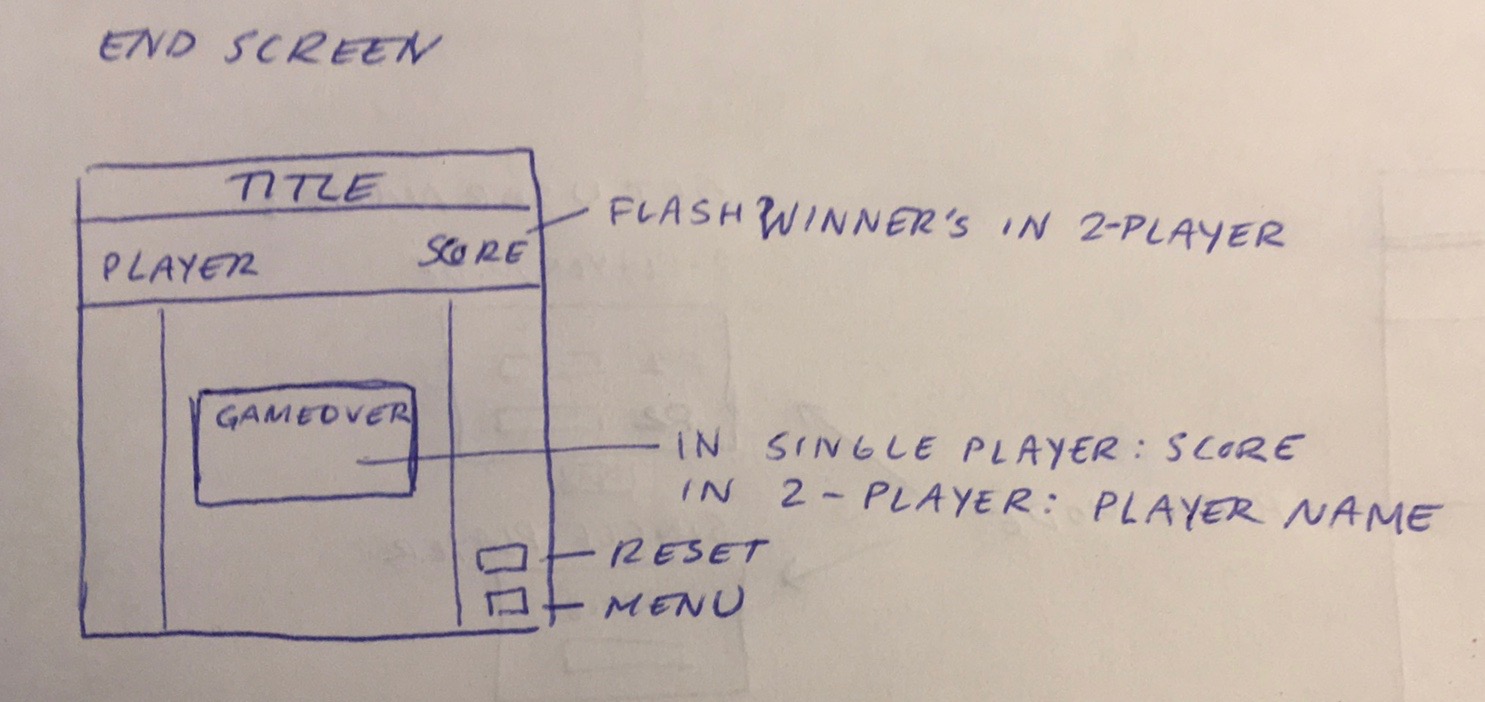 END SCREEN
TITLE
FLASH WINNER'S IN 2-PLAYER
PLAYER SCORE
GAMEOVER
IN SINGLE PLAYER: SCORE
IN 2-PLAYER: PLAYER NAME
RESET
MENU